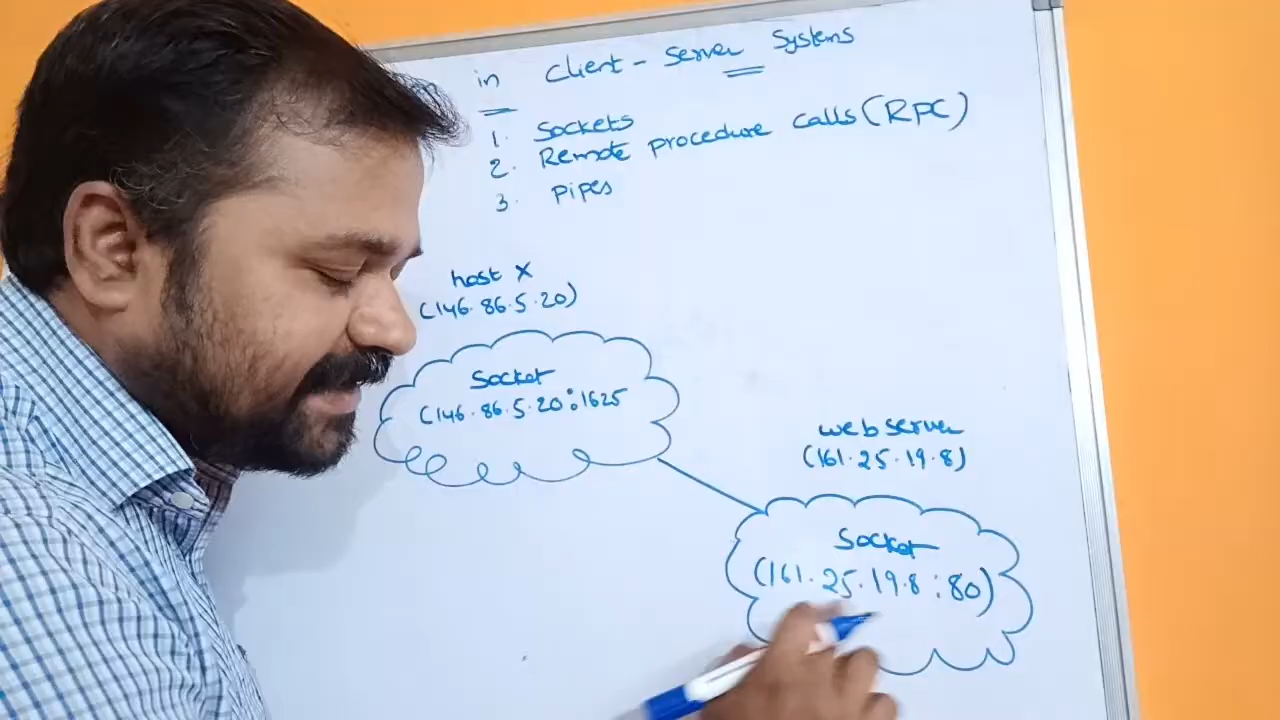 in client - server systems
1. Sockets
2. Remote procedure calls (RPC)
3. pipes
host X
(146.86.5.20)
Socket
(146.86.5.20:1625
web server
(161.25.19.8)
Socket
(161.25.19.8:80)